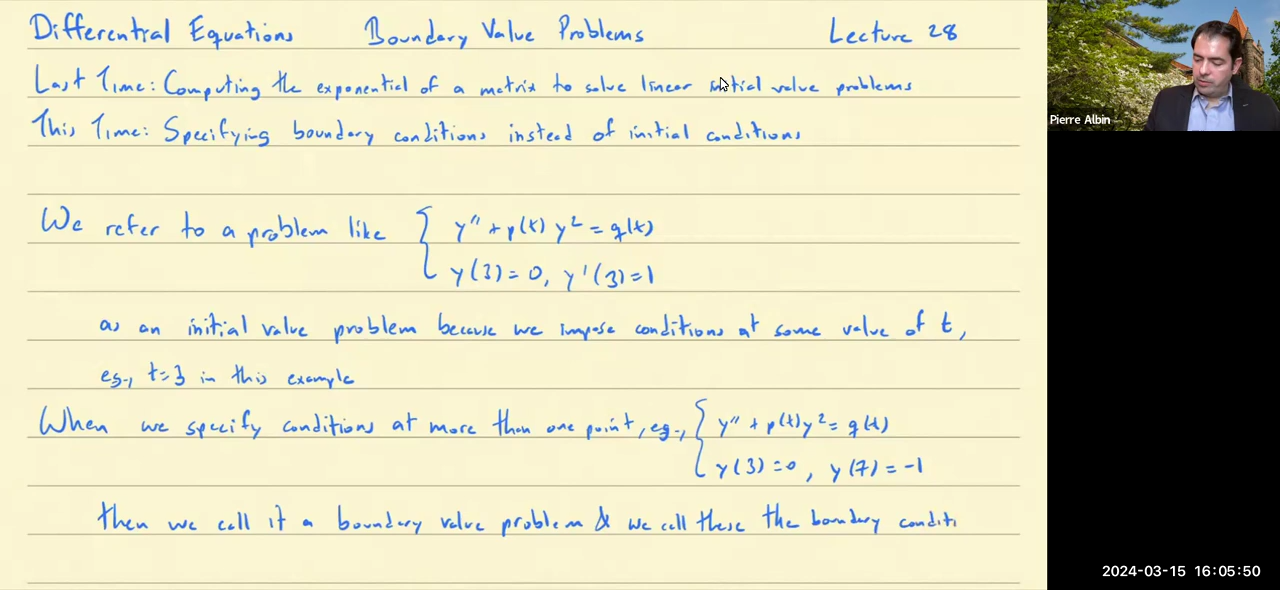 Differential Equations Boundary Value Problems Lecture 28
Last Time: Computing the exponential of a matrix to solve linear initial value problems
This Time: Specifying boundary conditions instead of initial conditions
We refer to a problem like { y'' + p(t) y² = q(t)
y(3) = 0, y'(3) = 1
as an initial value problem because we impose conditions at some value of t,
eg., t=3 in this example
When we specify conditions at more than one point, eg., { y'' + p(t) y² = q(t)
y(3) = 0, y(7) = -1
then we call it a boundary value problem & we call these the boundary conditi
Pierre Albin
2024-03-15 16:05:50